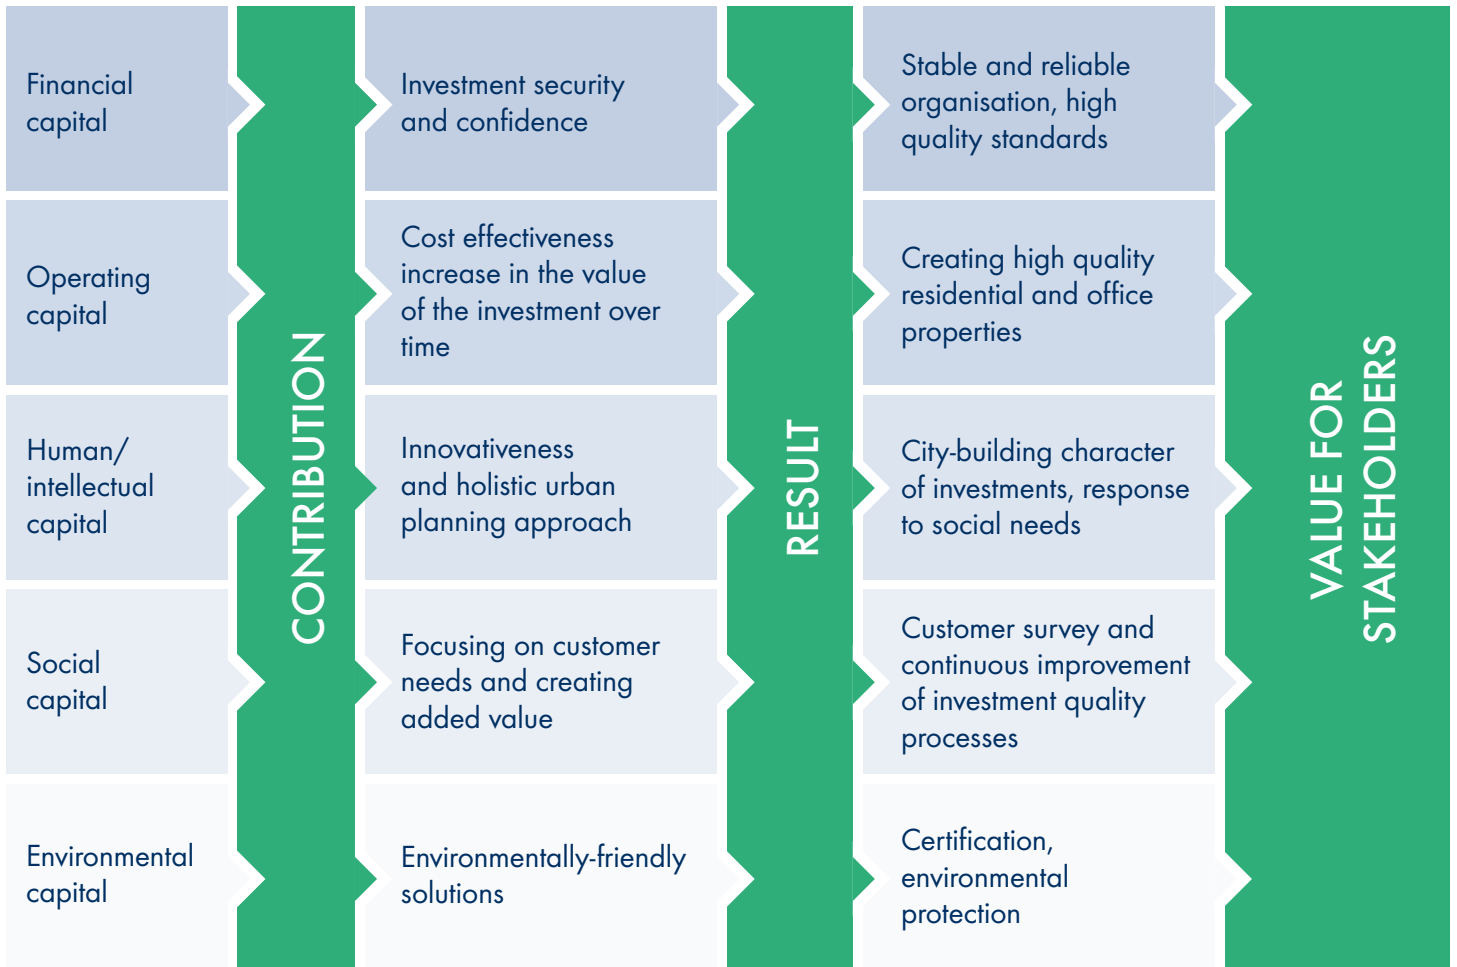 Financial
capital
CONTRIBUTION
Investment security
and confidence
RESULT
Stable and reliable
organisation, high
quality standards
VALUE FOR
STAKEHOLDERS
Operating
capital
Cost effectiveness
increase in the value
of the investment over
time
Creating high quality
residential and office
properties
Human/
intellectual
capital
Innovativeness
and holistic urban
planning approach
City-building character
of investments, response
to social needs
Social
capital
Focusing on customer
needs and creating
added value
Customer survey and
continuous improvement
of investment quality
processes
Environmental
capital
Environmentally-friendly
solutions
Certification,
environmental
protection